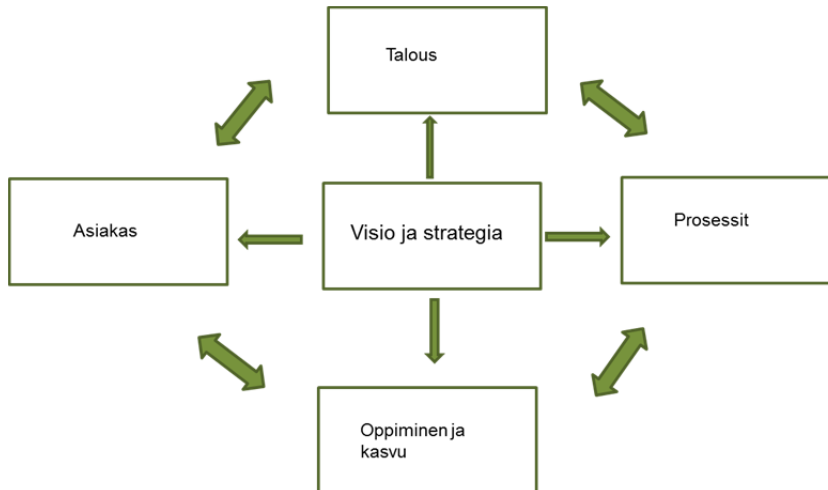 Talous
Asiakas
Visio ja strategia
Prosessit
Oppiminen ja
kasvu